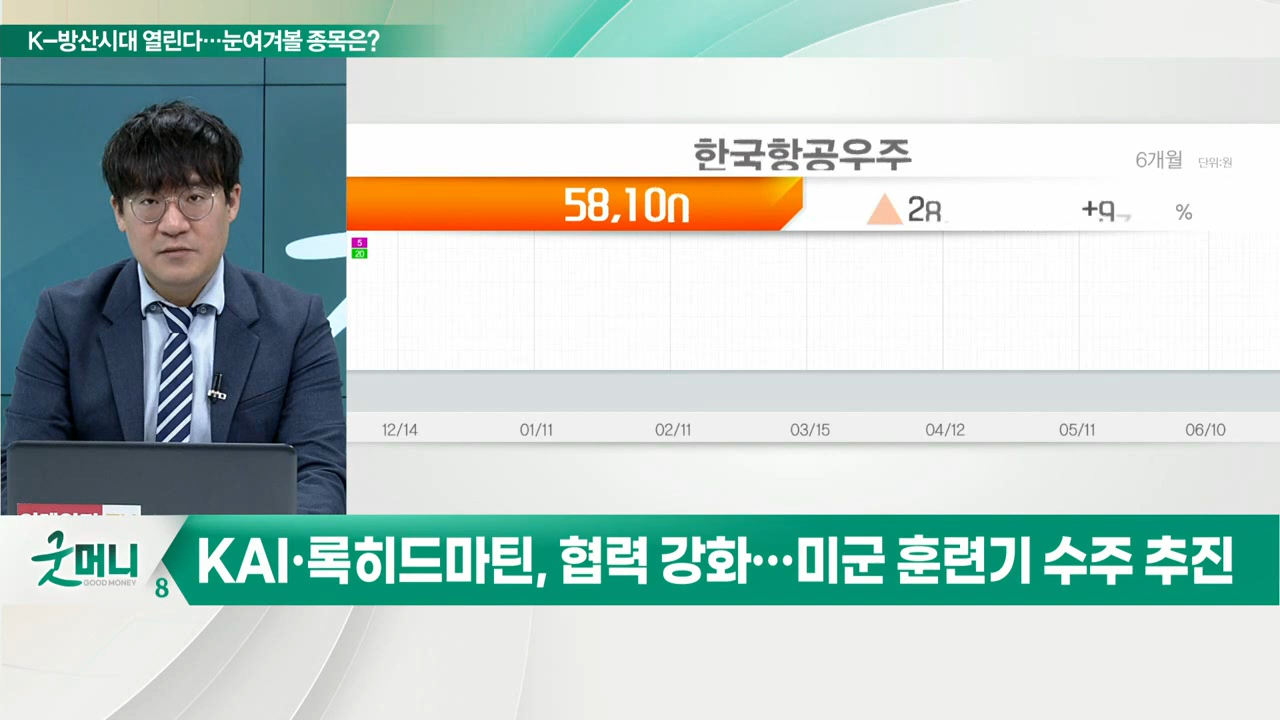 K-방산시대 열린다…눈여겨볼 종목은?
한국항공우주
6개월 단위:원
▲ %
5
20
12/14 01/11 02/11 03/15 04/12 05/11 06/10
굿머니
GOOD MONEY
8
KAI·록히드마틴, 협력 강화…미군 훈련기 수주 추진